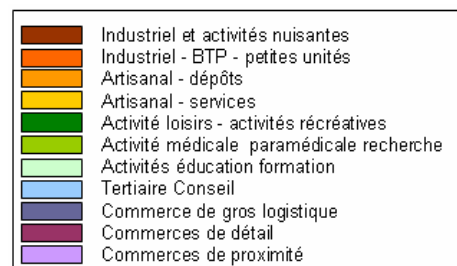 Industriel et activités nuisantes
Industriel - BTP - petites unités
Artisanal - dépôts
Artisanal - services
Activité loisirs - activités récréatives
Activité médicale paramédicale recherche
Activités éducation formation
Tertiaire Conseil
Commerce de gros logistique
Commerces de détail
Commerces de proximité